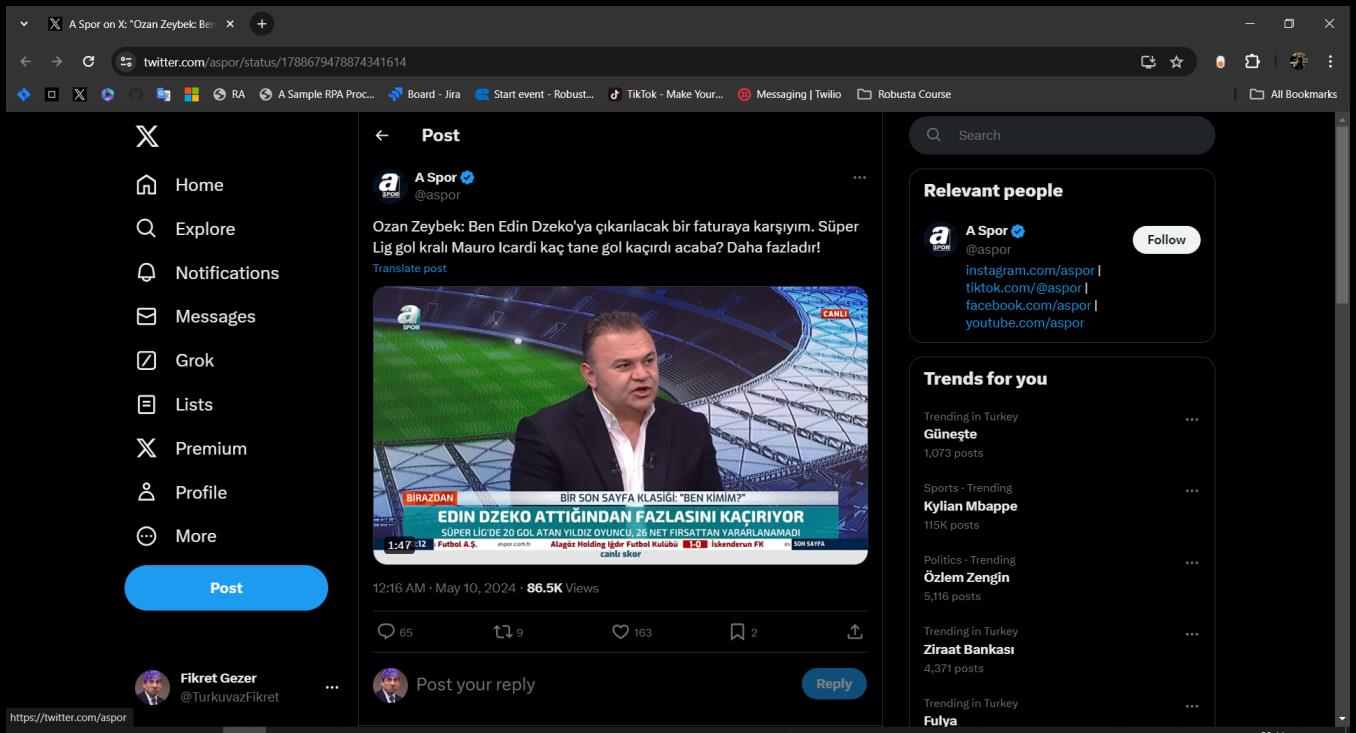 A Spor on X: "Ozan Zeybek: Ben
twitter.com/aspor/status/1788679478874341614
RA
A Sample RPA Proc...
Board - Jira
Start event - Robust...
TikTok - Make Your...
Messaging | Twilio
Robusta Course
All Bookmarks
Home
Explore
Notifications
Messages
Grok
Lists
Premium
Profile
More
Post
Fikret Gezer
@TurkuvazFikret
https://twitter.com/aspor
Post
A Spor
@aspor
Ozan Zeybek: Ben Edin Dzeko'ya çıkarılacak bir faturaya karşıyım. Süper
Lig gol kralı Mauro Icardi kaç tane gol kaçırdı acaba? Daha fazladır!
Translate post
a SPOR
CANLI
BİRAZDAN
BİR SON SAYFA KLASİĞİ: "BEN KİMİM?"
EDIN DZEKO ATTIĞINDAN FAZLASINI KAÇIRIYOR
SÜPER LİG'DE 20 GOL ATAN YILDIZ OYUNCU, 26 NET FIRSATTAN YARARLANAMADI
1:47
:12 Futbol A.Ş. aspor.com.tr Alagöz Holding Iğdır Futbol Kulübü 1-0 İskenderun FK SON SAYFA
canlı skor
12:16 AM · May 10, 2024 · 86.5K Views
65 9 163 2
Post your reply
Reply
Search
Relevant people
A Spor
@aspor
Follow
instagram.com/aspor |
tiktok.com/@aspor |
facebook.com/aspor |
youtube.com/aspor
Trends for you
Trending in Turkey
Güneşte
1,073 posts
Sports · Trending
Kylian Mbappe
115K posts
Politics · Trending
Özlem Zengin
5,116 posts
Trending in Turkey
Ziraat Bankası
4,371 posts
Trending in Turkey
Fulya